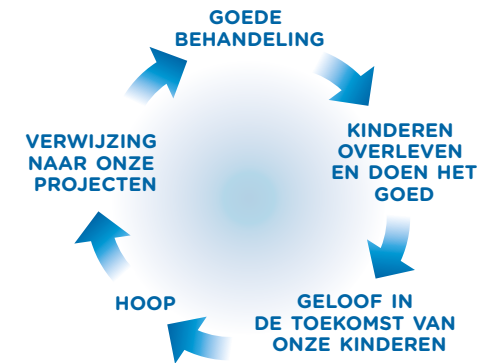 GOEDE
BEHANDELING
KINDEREN
OVERLEVEN
EN DOEN HET
GOED
GELOOF IN
DE TOEKOMST VAN
ONZE KINDEREN
HOOP
VERWIJZING
NAAR ONZE
PROJECTEN